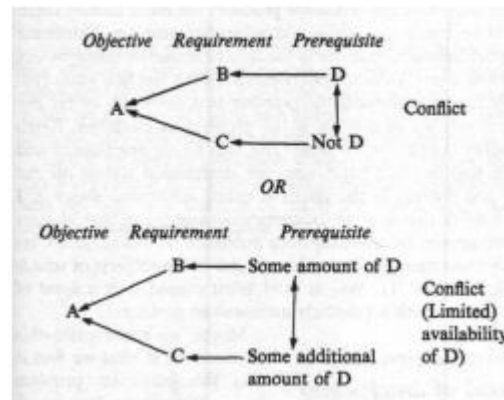 Objective Requirement Prerequisite
B D
A Conflict
C Not D
OR
Objective Requirement Prerequisite
B Some amount of D
Conflict
A (Limited)
availability
C Some additional of D)
amount of D